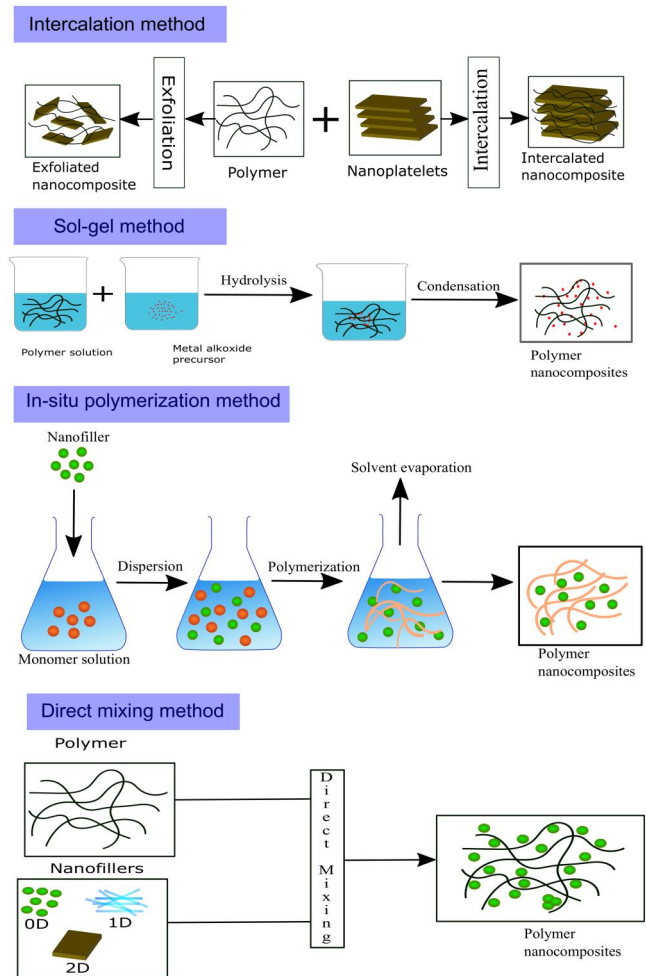 Intercalation method
Exfoliation
Intercalation
Exfoliated
nanocomposite
Polymer
Nanoplatelets
Intercalated
nanocomposite
Sol-gel method
Hydrolysis
Condensation
Polymer solution
Metal alkoxide
precursor
Polymer
nanocomposites
In-situ polymerization method
Nanofiller
Solvent evaporation
Dispersion
Polymerization
Monomer solution
Polymer
nanocomposites
Direct mixing method
Polymer
Direct Mixing
Nanofillers
0D
1D
2D
Polymer
nanocomposites